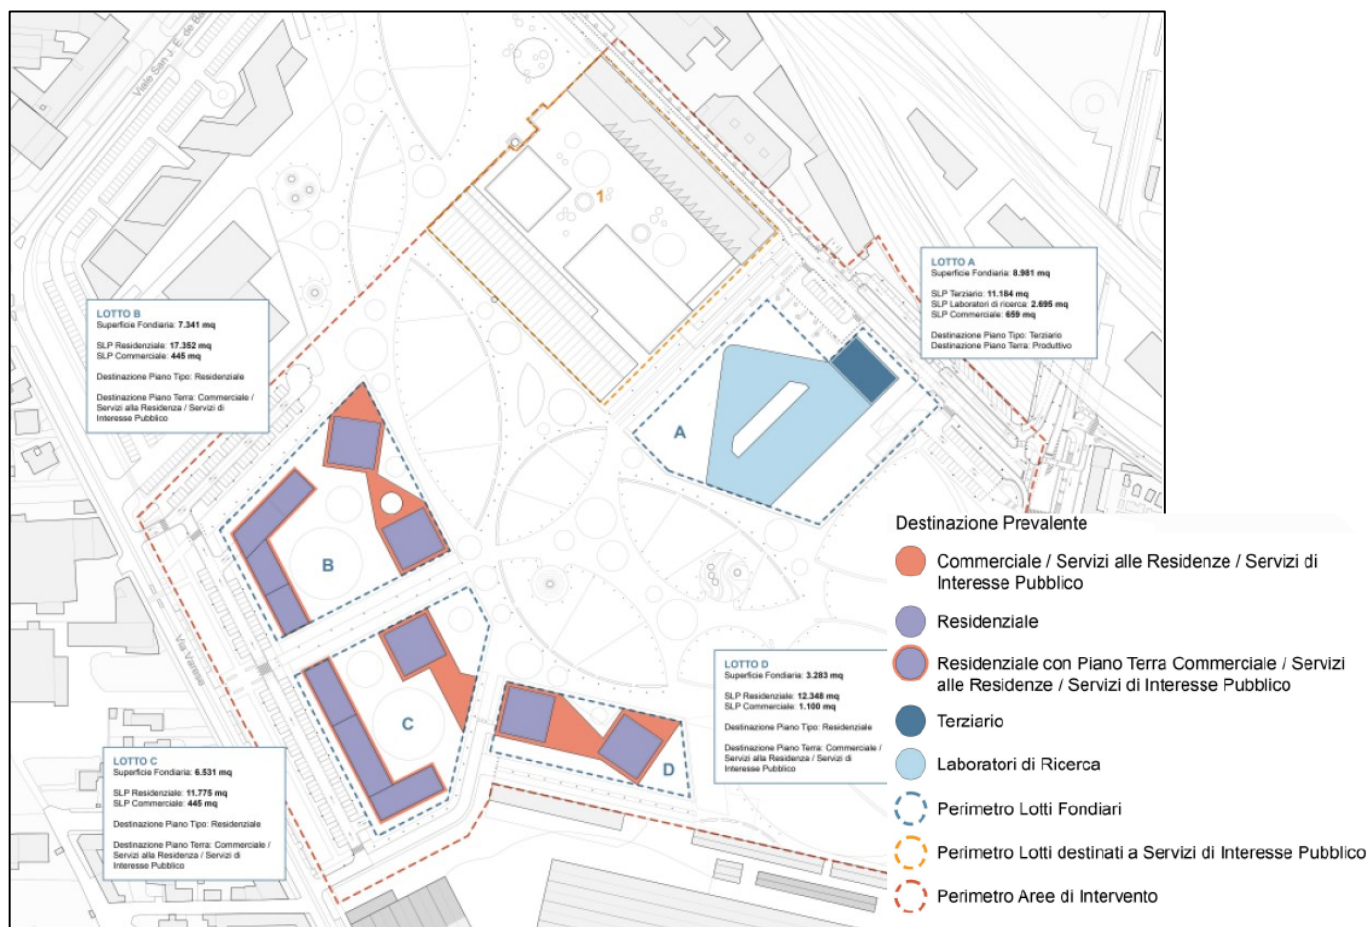 Viale San J. E. de Ba
1
LOTTO A
Superficie Fondiaria: 8.981 mq
SLP Terziario: 11.184 mq
SLP Laboratori di ricerca: 2.695 mq
SLP Commerciale: 659 mq
Destinazione Piano Tipo: Terziario
Destinazione Piano Terra: Produttivo
LOTTO B
Superficie Fondiaria: 7.341 mq
SLP Residenziale: 17.352 mq
SLP Commerciale: 445 mq
Destinazione Piano Tipo: Residenziale
Destinazione Piano Terra: Commerciale /
Servizi alla Residenza / Servizi di
Interesse Pubblico
A
B
Via Varese
C
D
LOTTO D
Superficie Fondiaria: 3.283 mq
SLP Residenziale: 12.348 mq
SLP Commerciale: 1.100 mq
Destinazione Piano Tipo: Residenziale
Destinazione Piano Terra: Commerciale /
Servizi alla Residenza / Servizi di
Interesse Pubblico
LOTTO C
Superficie Fondiaria: 6.531 mq
SLP Residenziale: 11.775 mq
SLP Commerciale: 445 mq
Destinazione Piano Tipo: Residenziale
Destinazione Piano Terra: Commerciale /
Servizi alla Residenza / Servizi di
Interesse Pubblico
Destinazione Prevalente
Commerciale / Servizi alle Residenze / Servizi di
Interesse Pubblico
Residenziale
Residenziale con Piano Terra Commerciale / Servizi
alle Residenze / Servizi di Interesse Pubblico
Terziario
Laboratori di Ricerca
Perimetro Lotti Fondiari
Perimetro Lotti destinati a Servizi di Interesse Pubblico
Perimetro Aree di Intervento